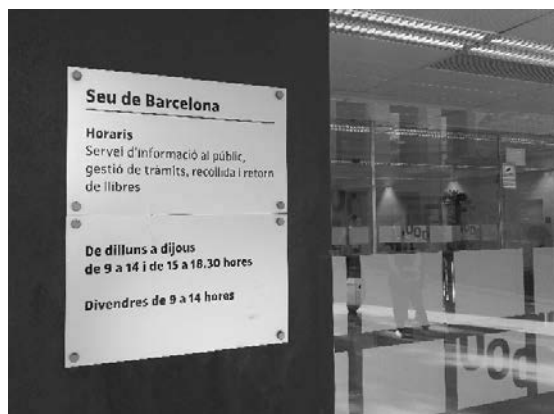 Seu de Barcelona
Horaris
Servei d'informació al públic,
gestió de tràmits, recollida i retorn
de llibres
De dilluns a dijous
de 9 a 14 i de 15 a 18.30 hores
Divendres de 9 a 14 hores